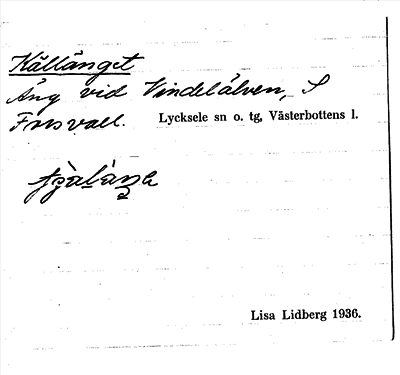 Källänget
Äng vid Vindelälven, S
Forsvall. Lycksele sn o. tg, Västerbottens l.
Lisa Lidberg 1936.